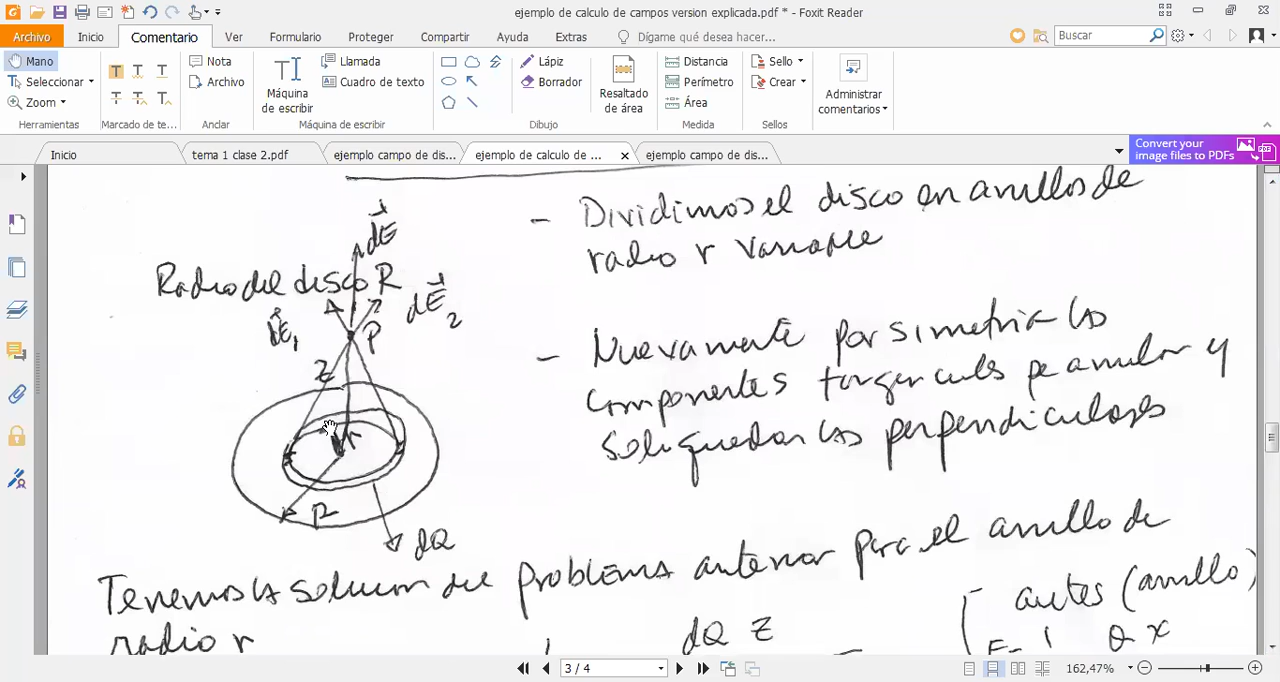 ejemplo de calculo de campos version explicada.pdf * - Foxit Reader
Archivo
Inicio
Comentario
Ver
Formulario
Proteger
Compartir
Ayuda
Extras
Dígame qué desea hacer...
Buscar
Mano
Seleccionar
Zoom
Herramientas
T T T
T T T
Marcado de te...
Nota
Archivo
Anclar
Máquina
de escribir
Llamada
Cuadro de texto
Máquina de escribir
Lápiz
Borrador
Dibujo
Resaltado
de área
Distancia
Perímetro
Área
Medida
Sello
Crear
Sellos
Administrar
comentarios
Inicio
tema 1 clase 2.pdf
ejemplo campo de dis...
ejemplo de calculo de ...
ejemplo campo de dis...
Convert your
image files to PDFs
dE
Radio del disco R
dE1
dE2
P
Z
r
R
dQ
- Dividimos el disco en anillos de
radio r variable
- Nuevamente por simetria las
componentes
y
solo quedan las perpendiculares
Tenemos la solucion del problema anterior para el anillo de
radio r
dQ Z
antes (anillo)
E= 1 Q x
3 / 4
162,47%